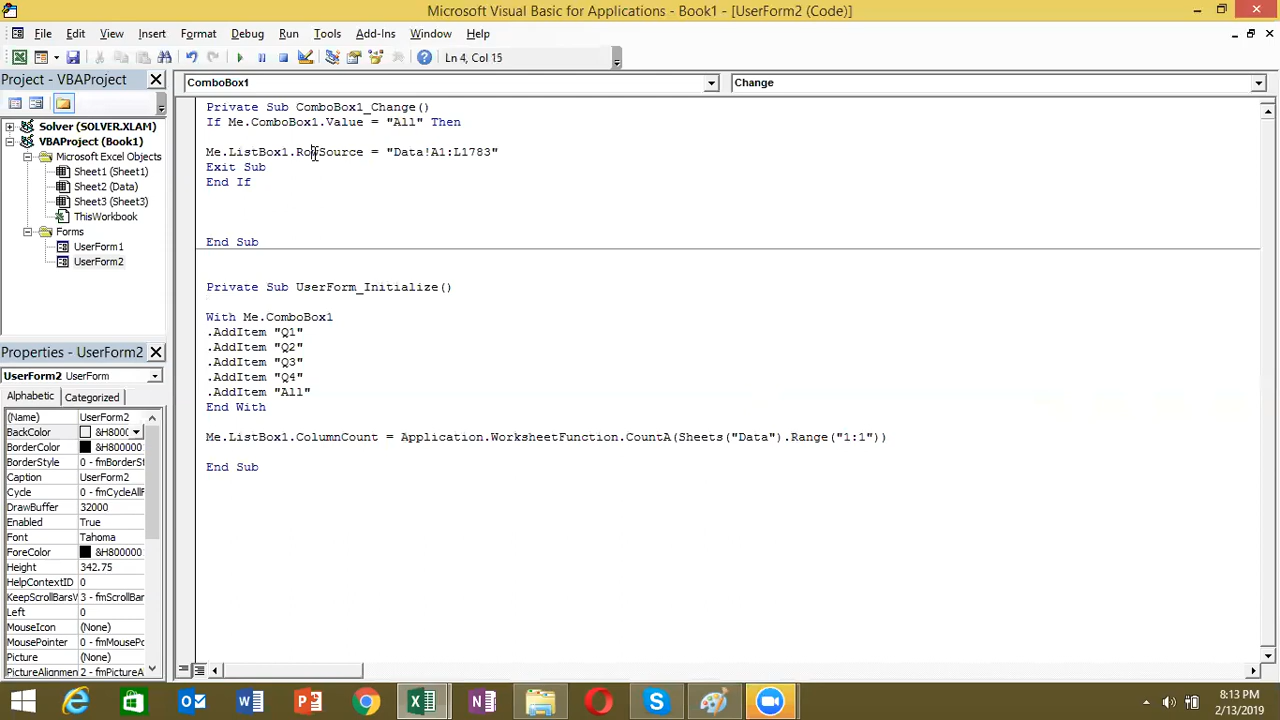 Microsoft Visual Basic for Applications - Book1 - [UserForm2 (Code)]
File Edit View Insert Format Debug Run Tools Add-Ins Window Help
Ln 4, Col 15
Project - VBAProject
ComboBox1
Change
Solver (SOLVER.XLAM)
VBAProject (Book1)
Microsoft Excel Objects
Sheet1 (Sheet1)
Sheet2 (Data)
Sheet3 (Sheet3)
ThisWorkbook
Forms
UserForm1
UserForm2
Private Sub ComboBox1_Change()
If Me.ComboBox1.Value = "All" Then
Me.ListBox1.RowSource = "Data!A1:L1783"
Exit Sub
End If
End Sub
Private Sub UserForm_Initialize()
With Me.ComboBox1
.AddItem "Q1"
.AddItem "Q2"
.AddItem "Q3"
.AddItem "Q4"
.AddItem "All"
End With
Me.ListBox1.ColumnCount = Application.WorksheetFunction.CountA(Sheets("Data").Range("1:1"))
End Sub
Properties - UserForm2
UserForm2 UserForm
Alphabetic Categorized
(Name) UserForm2
BackColor &H8000
BorderColor &H800000
BorderStyle 0 - fmBorderSt
Caption UserForm2
Cycle 0 - fmCycleAllF
DrawBuffer 32000
Enabled True
Font Tahoma
ForeColor &H800000
Height 342.75
HelpContextID 0
KeepScrollBarsV 3 - fmScrollBar
Left 0
MouseIcon (None)
MousePointer 0 - fmMousePo
Picture (None)
PictureAlignmen 2 - fmPictureA
8:13 PM
2/13/2019